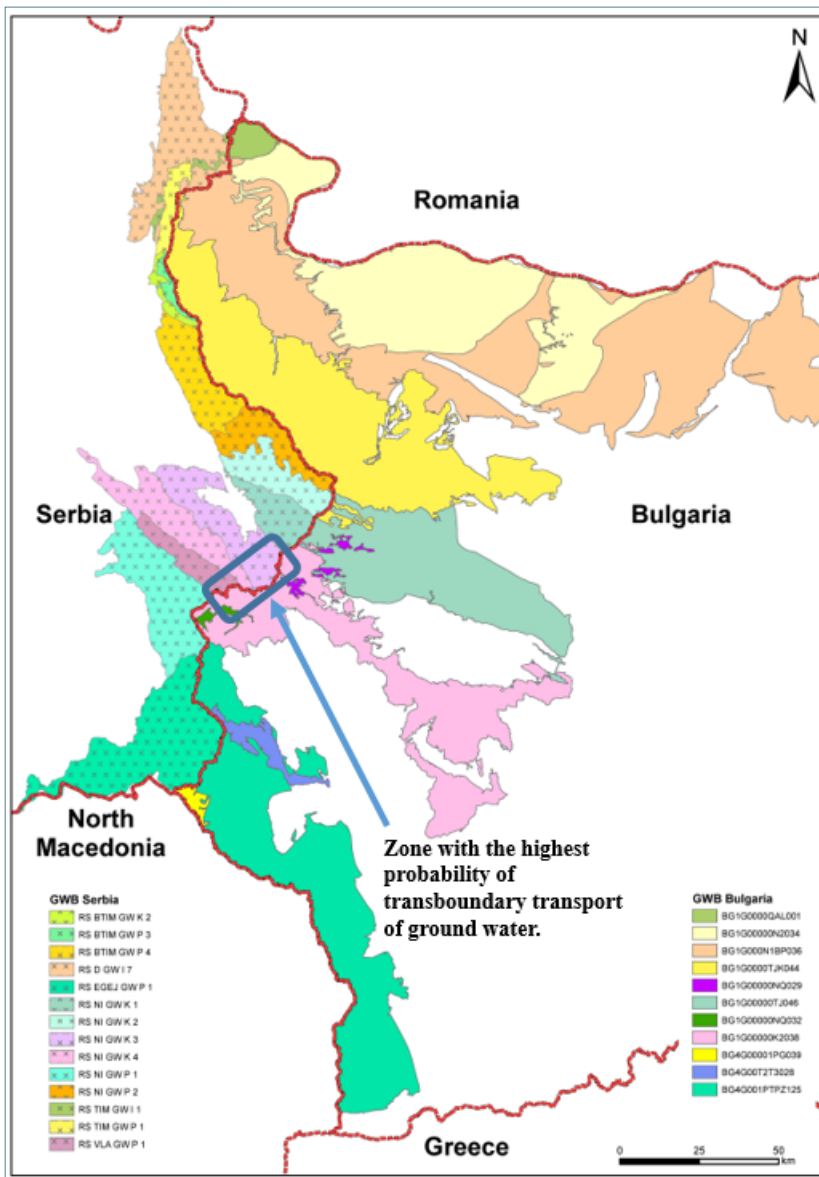 N
Romania
Serbia
Bulgaria
North
Macedonia
Zone with the highest
probability of
transboundary transport
of ground water.
GWB Serbia
RS BTIM GW K 2
RS BTIM GW P 3
RS BTIM GW P 4
RS D GW I 7
RS EGEJ GW P 1
RS NI GW K 1
RS NI GW K 2
RS NI GW K 3
RS NI GW K 4
RS NI GW P 1
RS NI GW P 2
RS TIM GW I 1
RS TIM GW P 1
RS VLA GW P 1
GWB Bulgaria
BG1G0000QAL001
BG1G00000N2034
BG1G000N1BP036
BG1G0000TJK044
BG1G00000NQ029
BG1G00000TJ046
BG1G00000NQ032
BG1G00000K2038
BG4G00001PG039
BG4G00T2T3028
BG4G001PTPZ125
Greece
0 25 50
km